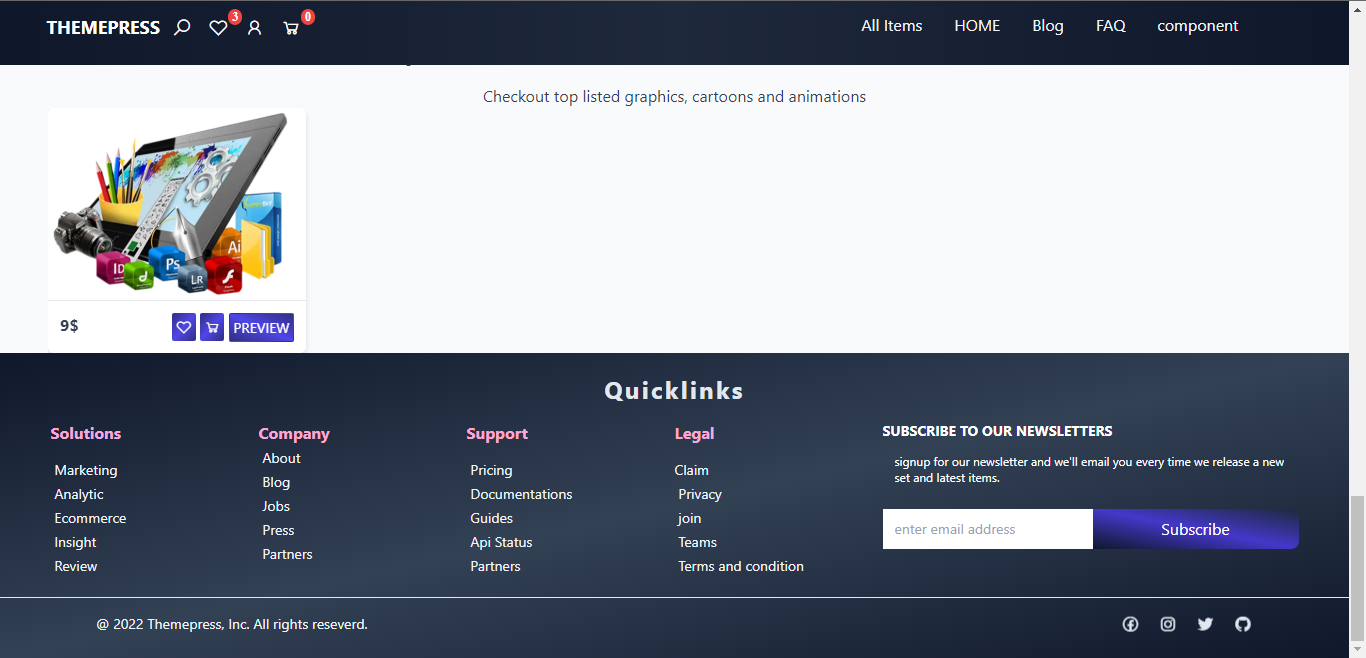 THEMEPRESS 3 0 All Items HOME Blog FAQ component
Checkout top listed graphics, cartoons and animations
Ai
ID
Ps
LR
9$ PREVIEW
Quicklinks
Solutions
Marketing
Analytic
Ecommerce
Insight
Review
Company
About
Blog
Jobs
Press
Partners
Support
Pricing
Documentations
Guides
Api Status
Partners
Legal
Claim
Privacy
join
Teams
Terms and condition
SUBSCRIBE TO OUR NEWSLETTERS
signup for our newsletter and we'll email you every time we release a new
set and latest items.
enter email address Subscribe
@ 2022 Themepress, Inc. All rights reseverd.